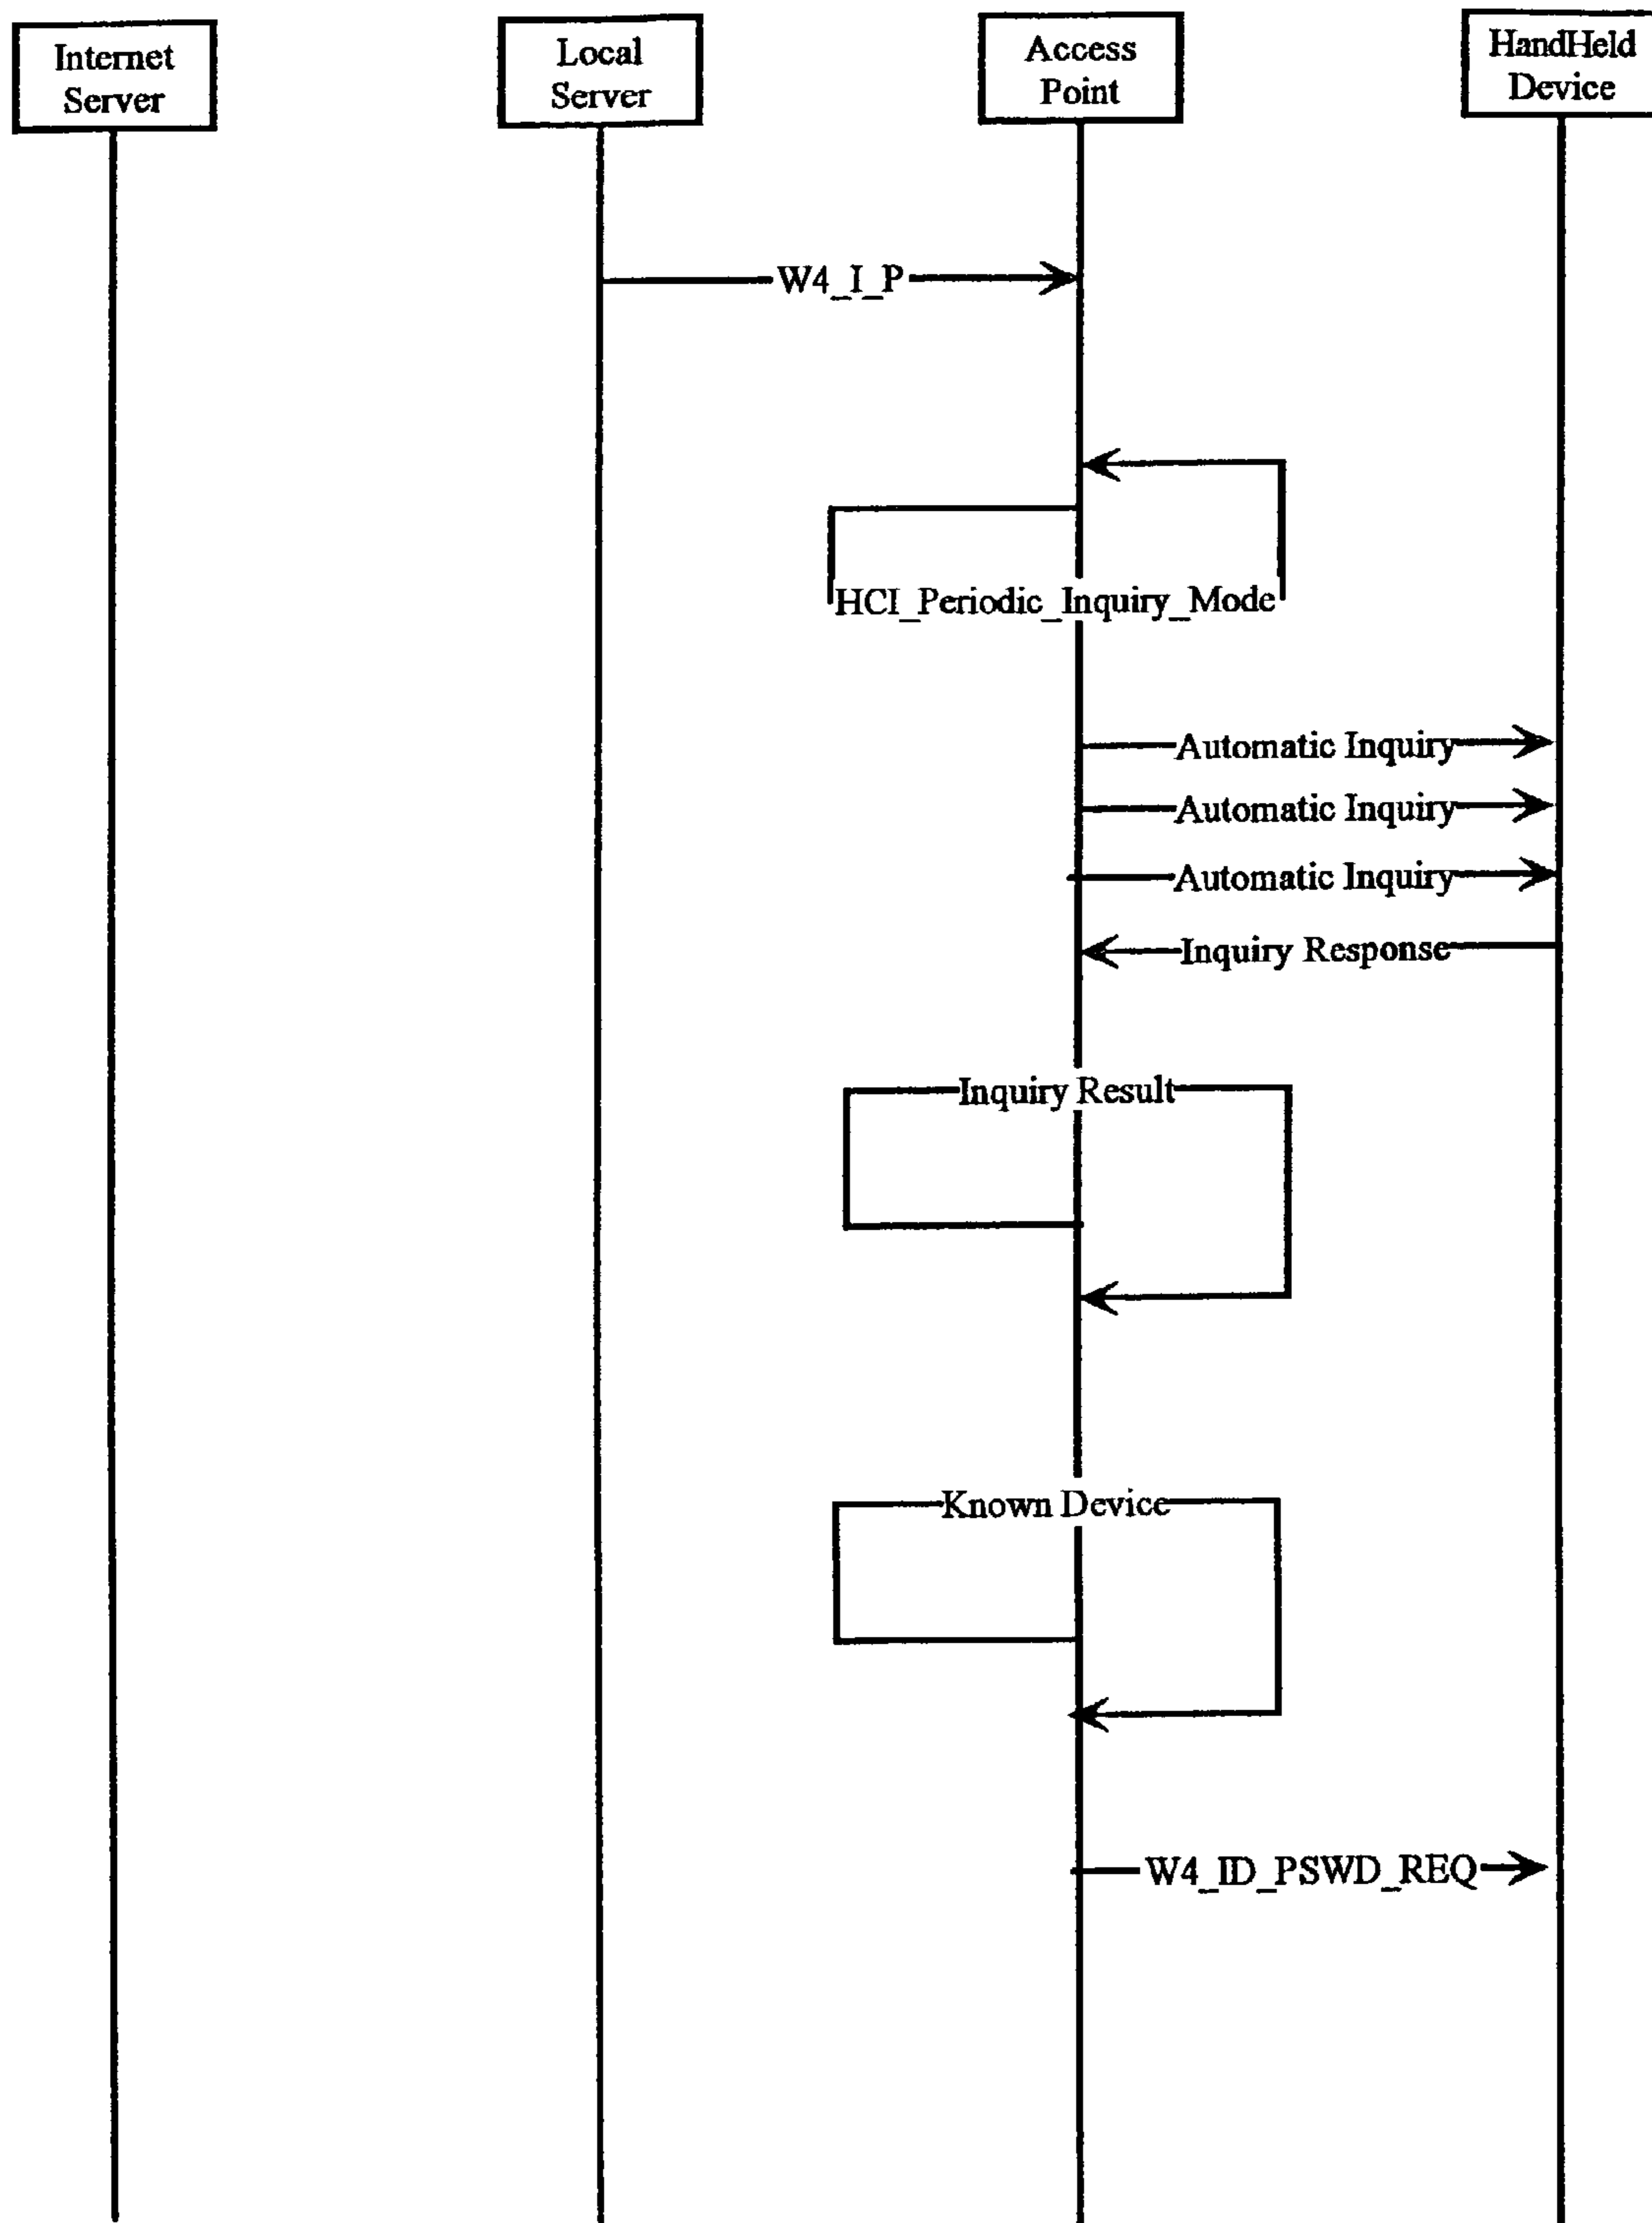 Internet
Server
Local
Server
Access
Point
HandHeld
Device
W4_I_P
HCI_Periodic_Inquiry_Mode
Automatic Inquiry
Automatic Inquiry
Automatic Inquiry
Inquiry Response
Inquiry Result
Known Device
W4_ID_PSWD_REQ